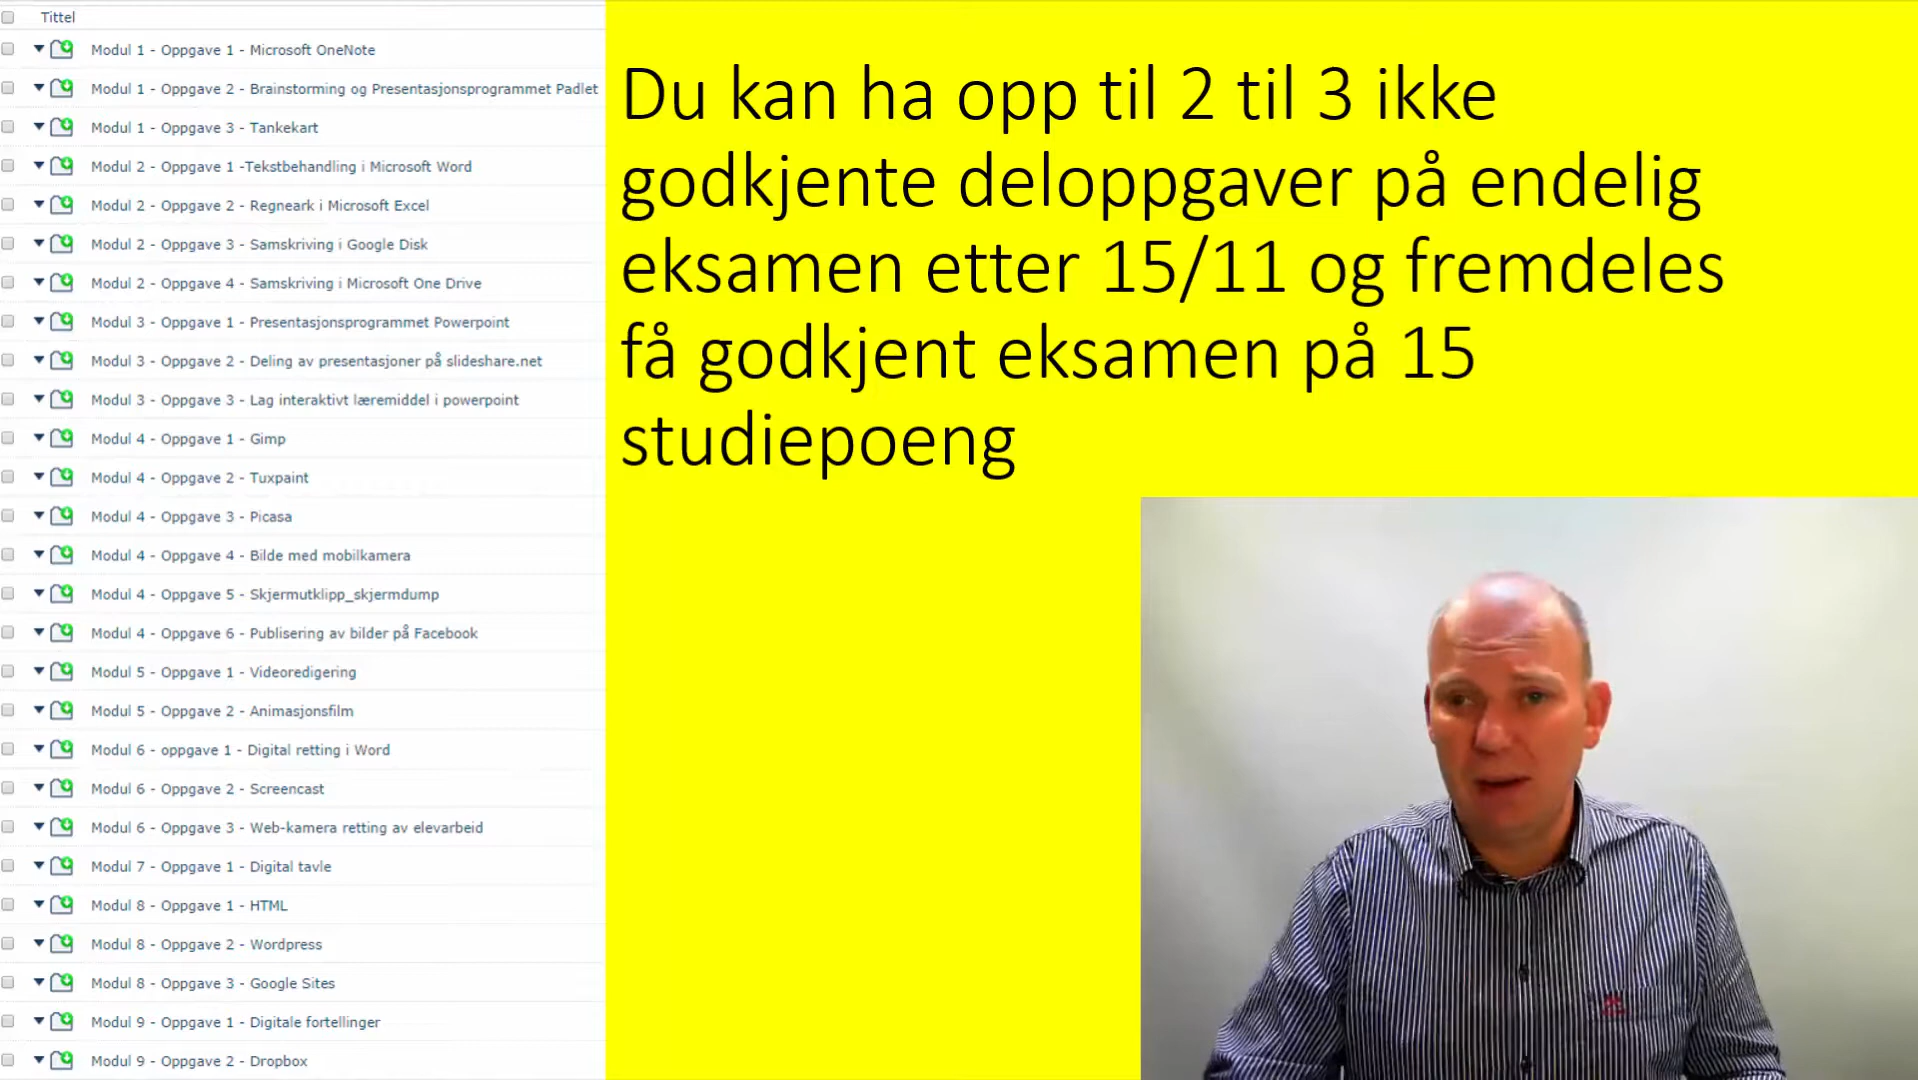 Tittel
Modul 1 - Oppgave 1 - Microsoft OneNote
Modul 1 - Oppgave 2 - Brainstorming og Presentasjonsprogrammet Padlet
Modul 1 - Oppgave 3 - Tankekart
Modul 2 - Oppgave 1 -Tekstbehandling i Microsoft Word
Modul 2 - Oppgave 2 - Regneark i Microsoft Excel
Modul 2 - Oppgave 3 - Samskriving i Google Disk
Modul 2 - Oppgave 4 - Samskriving i Microsoft One Drive
Modul 3 - Oppgave 1 - Presentasjonsprogrammet Powerpoint
Modul 3 - Oppgave 2 - Deling av presentasjoner på slideshare.net
Modul 3 - Oppgave 3 - Lag interaktivt læremiddel i powerpoint
Modul 4 - Oppgave 1 - Gimp
Modul 4 - Oppgave 2 - Tuxpaint
Modul 4 - Oppgave 3 - Picasa
Modul 4 - Oppgave 4 - Bilde med mobilkamera
Modul 4 - Oppgave 5 - Skjermutklipp_skjermdump
Modul 4 - Oppgave 6 - Publisering av bilder på Facebook
Modul 5 - Oppgave 1 - Videoredigering
Modul 5 - Oppgave 2 - Animasjonsfilm
Modul 6 - oppgave 1 - Digital retting i Word
Modul 6 - Oppgave 2 - Screencast
Modul 6 - Oppgave 3 - Web-kamera retting av elevarbeid
Modul 7 - Oppgave 1 - Digital tavle
Modul 8 - Oppgave 1 - HTML
Modul 8 - Oppgave 2 - Wordpress
Modul 8 - Oppgave 3 - Google Sites
Modul 9 - Oppgave 1 - Digitale fortellinger
Modul 9 - Oppgave 2 - Dropbox
Du kan ha opp til 2 til 3 ikke
godkjente deloppgaver på endelig
eksamen etter 15/11 og fremdeles
få godkjent eksamen på 15
studiepoeng